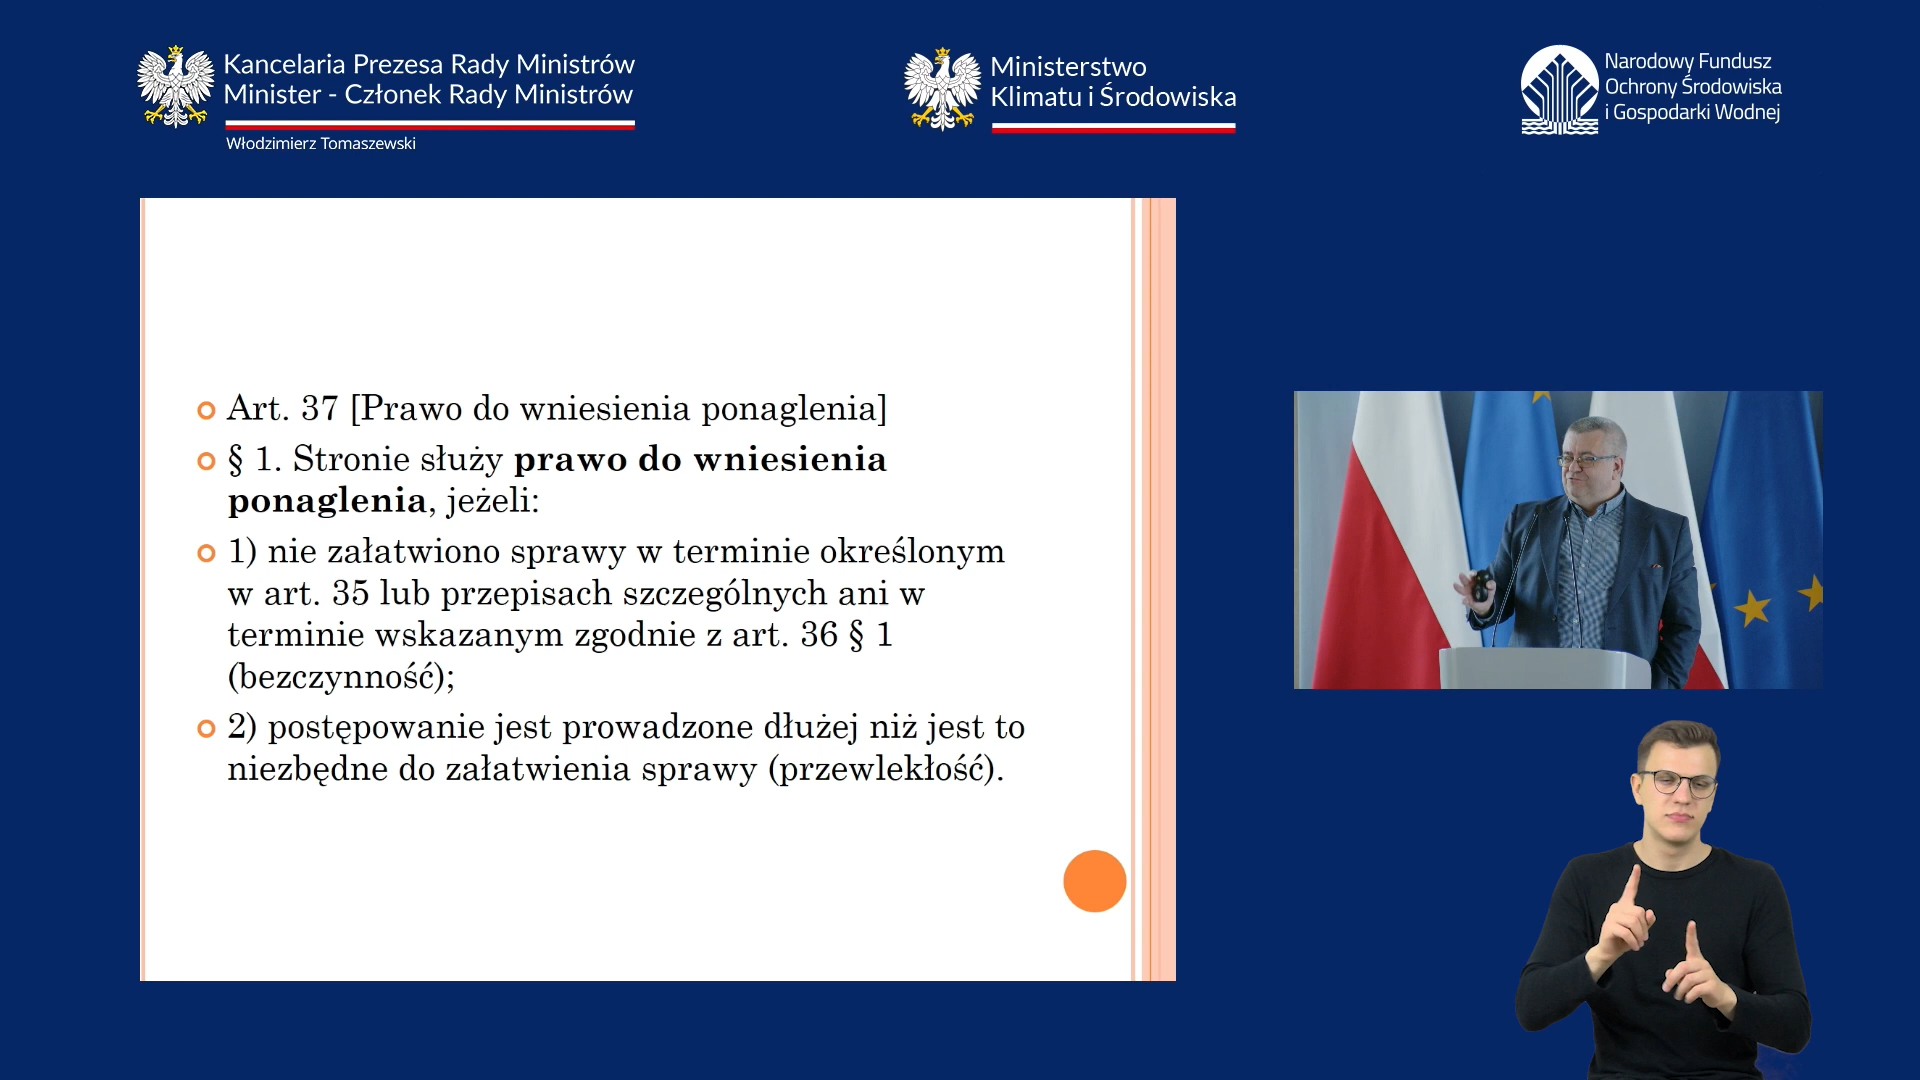 Kancelaria Prezesa Rady Ministrów
Minister - Członek Rady Ministrów
Włodzimierz Tomaszewski
Ministerstwo
Klimatu i Środowiska
Narodowy Fundusz
Ochrony Środowiska
i Gospodarki Wodnej
Art. 37 [Prawo do wniesienia ponaglenia]
§ 1. Stronie służy prawo do wniesienia
ponaglenia, jeżeli:
1) nie załatwiono sprawy w terminie określonym
w art. 35 lub przepisach szczególnych ani w
terminie wskazanym zgodnie z art. 36 § 1
(bezczynność);
2) postępowanie jest prowadzone dłużej niż jest to
niezbędne do załatwienia sprawy (przewlekłość).